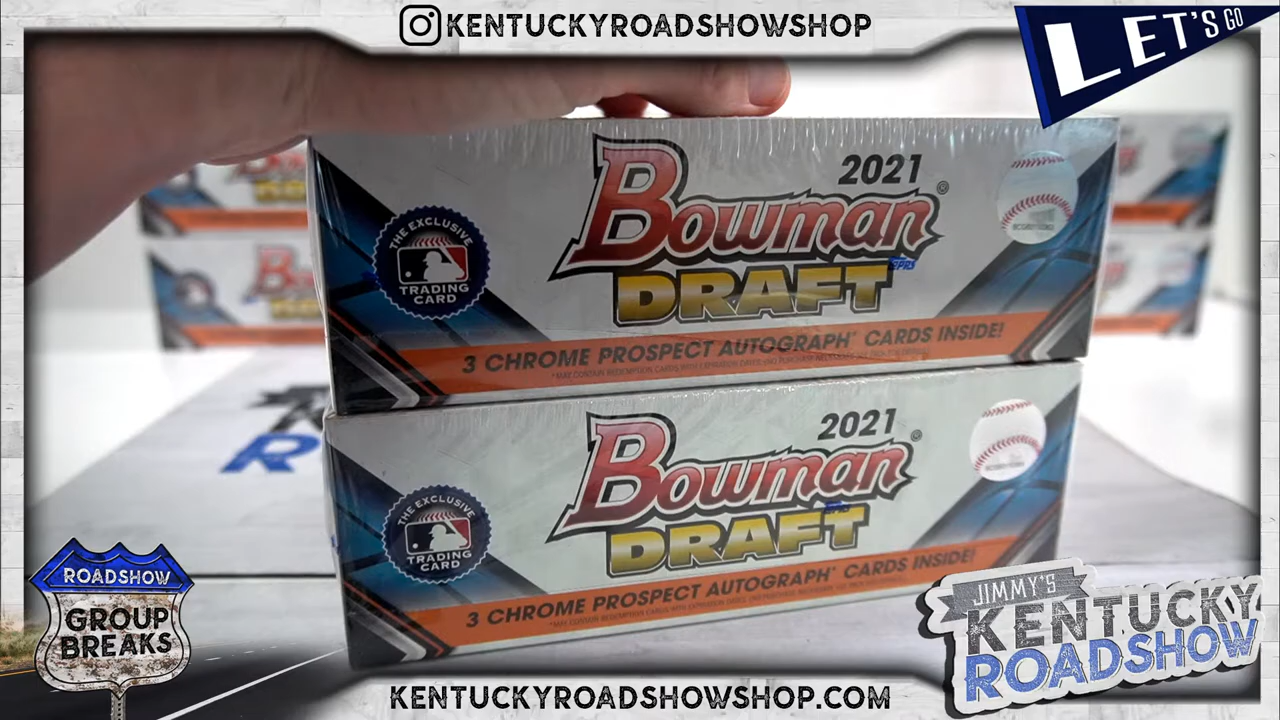 KENTUCKYROADSHOWSHOP
LET'S GO
2021
Bowman®
TOPPS
DRAFT
THE EXCLUSIVE
TRADING
CARD
3 CHROME PROSPECT AUTOGRAPH* CARDS INSIDE!
2021
Bowman®
DRAFT
THE EXCLUSIVE
TRADING
CARD
3 CHROME PROSPECT AUTOGRAPH* CARDS INSIDE!
ROADSHOW
GROUP
BREAKS
JIMMY'S
KENTUCKY
ROADSHOW
KENTUCKYROADSHOWSHOP.COM